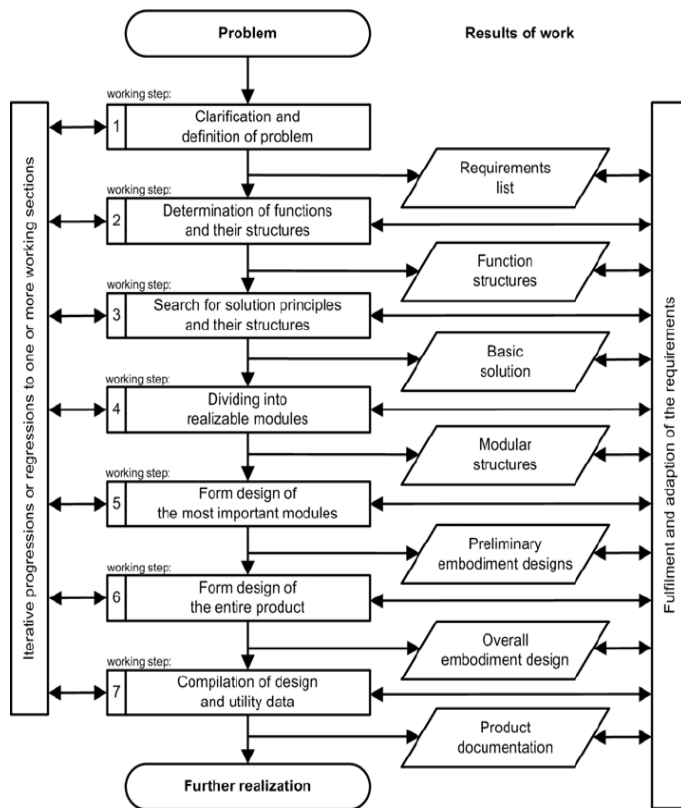 Problem
Results of work
working step:
1
Clarification and
definition of problem
Requirements
list
working step:
2
Determination of functions
and their structures
Function
structures
working step:
3
Search for solution principles
and their structures
Basic
solution
working step:
4
Dividing into
realizable modules
Modular
structures
working step:
5
Form design of
the most important modules
Preliminary
embodiment designs
working step:
6
Form design of
the entire product
Overall
embodiment design
working step:
7
Compilation of design
and utility data
Product
documentation
Further realization
Iterative progressions or regressions to one or more working sections
Fulfilment and adaption of the requirements